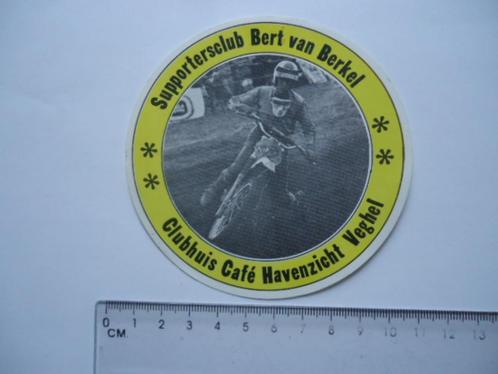 Supportersclub Bert van Berkel
* *
* *
Clubhuis Café Havenzicht Veghel
0 1 2 3 4 5 6 7 8 9 10 11 12 13
CM.